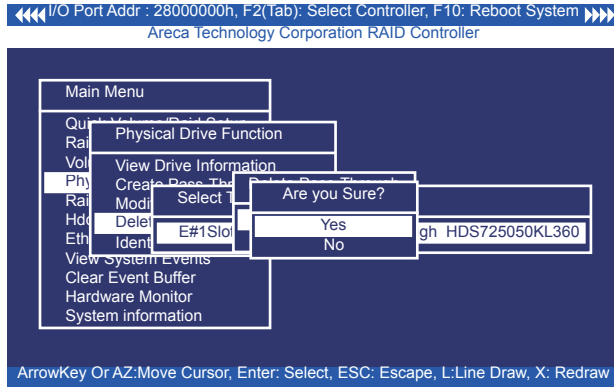 I/O Port Addr : 28000000h, F2(Tab): Select Controller, F10: Reboot System
Areca Technology Corporation RAID Controller
Main Menu
Physical Drive Function
View Drive Information
Select
Are you Sure?
Yes
No
E#1Slot
HDS725050KL360
View System Events
Clear Event Buffer
Hardware Monitor
System information
ArrowKey Or AZ:Move Cursor, Enter: Select, ESC: Escape, L:Line Draw, X: Redraw